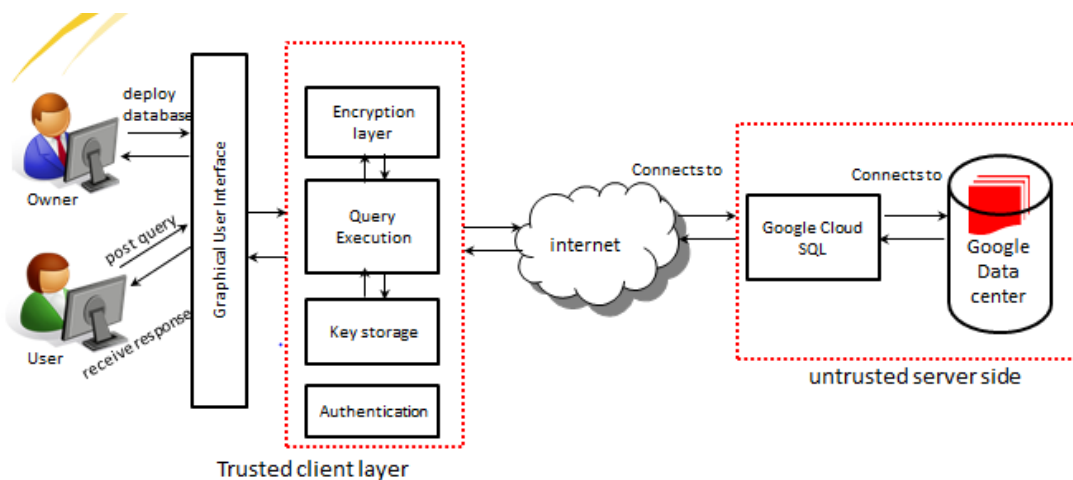 deploy
database
Owner
post query
User
receive response
Graphical User Interface
Encryption
layer
Query
Execution
Key storage
Authentication
Trusted client layer
internet
Connects to
Google Cloud
SQL
Connects to
Google
Data
center
untrusted server side